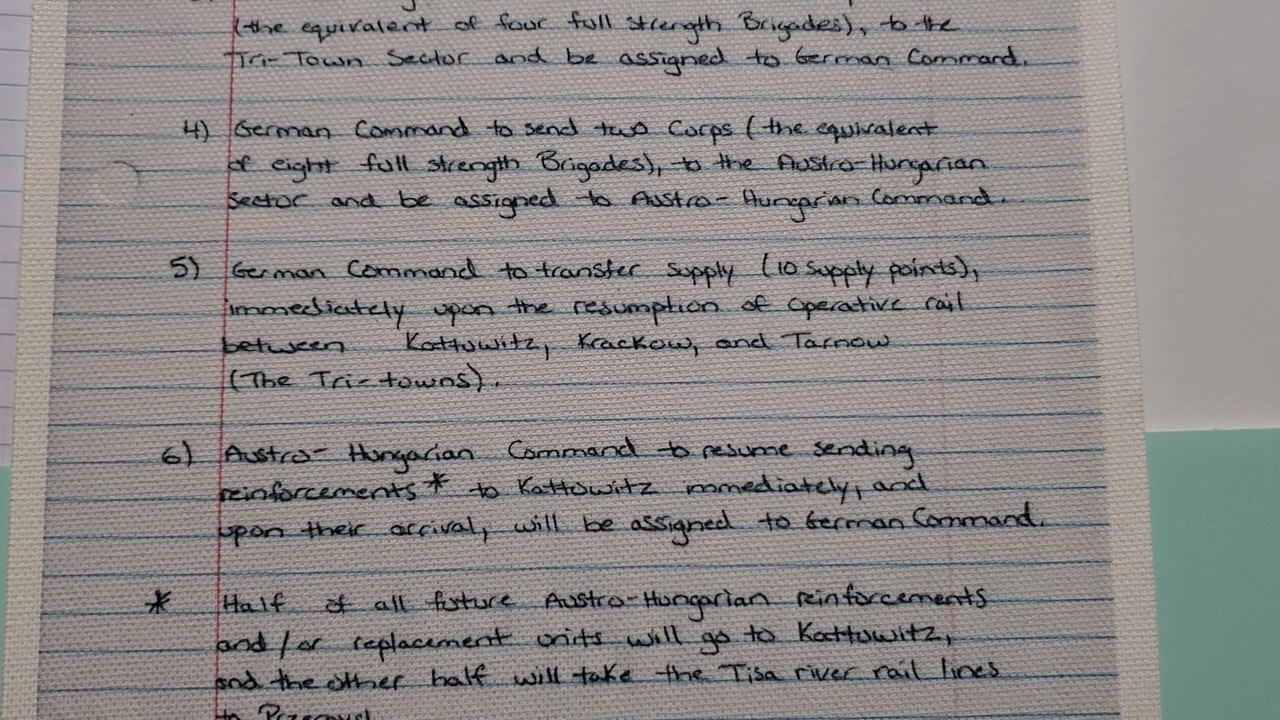 (the equivalent of four full strength Brigades), to the
Tri-Town Sector and be assigned to German Command.
4) German Command to send two Corps (the equivalent
of eight full strength Brigades), to the Austro-Hungarian
Sector and be assigned to Austro-Hungarian Command.
5) German Command to transfer supply (10 supply points),
immediately upon the resumption of operative rail
between Kattowitz, Krackow, and Tarnow
(The Tri-towns).
6) Austro-Hungarian Command to resume sending
reinforcements* to Kattowitz immediately, and
upon their arrival, will be assigned to German Command.
* Half of all future Austro-Hungarian reinforcements
and/or replacement units will go to Kattowitz,
and the other half will take the Tisa river rail lines
to Przemysl